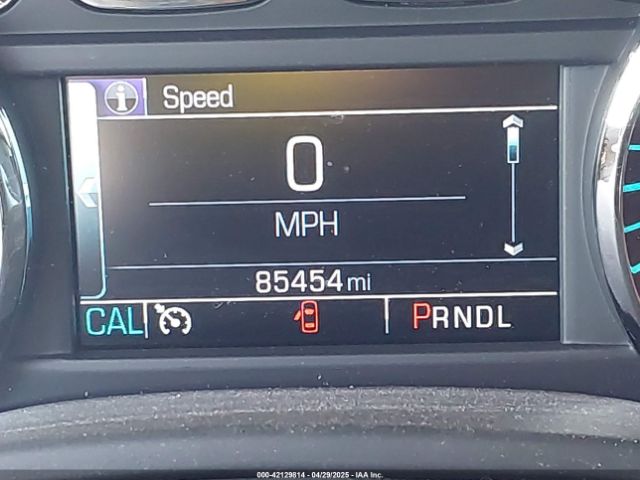 i Speed
0
MPH
85454 mi
CAL PRNDL
000-42129814 - 04/29/2025 - IAA Inc.